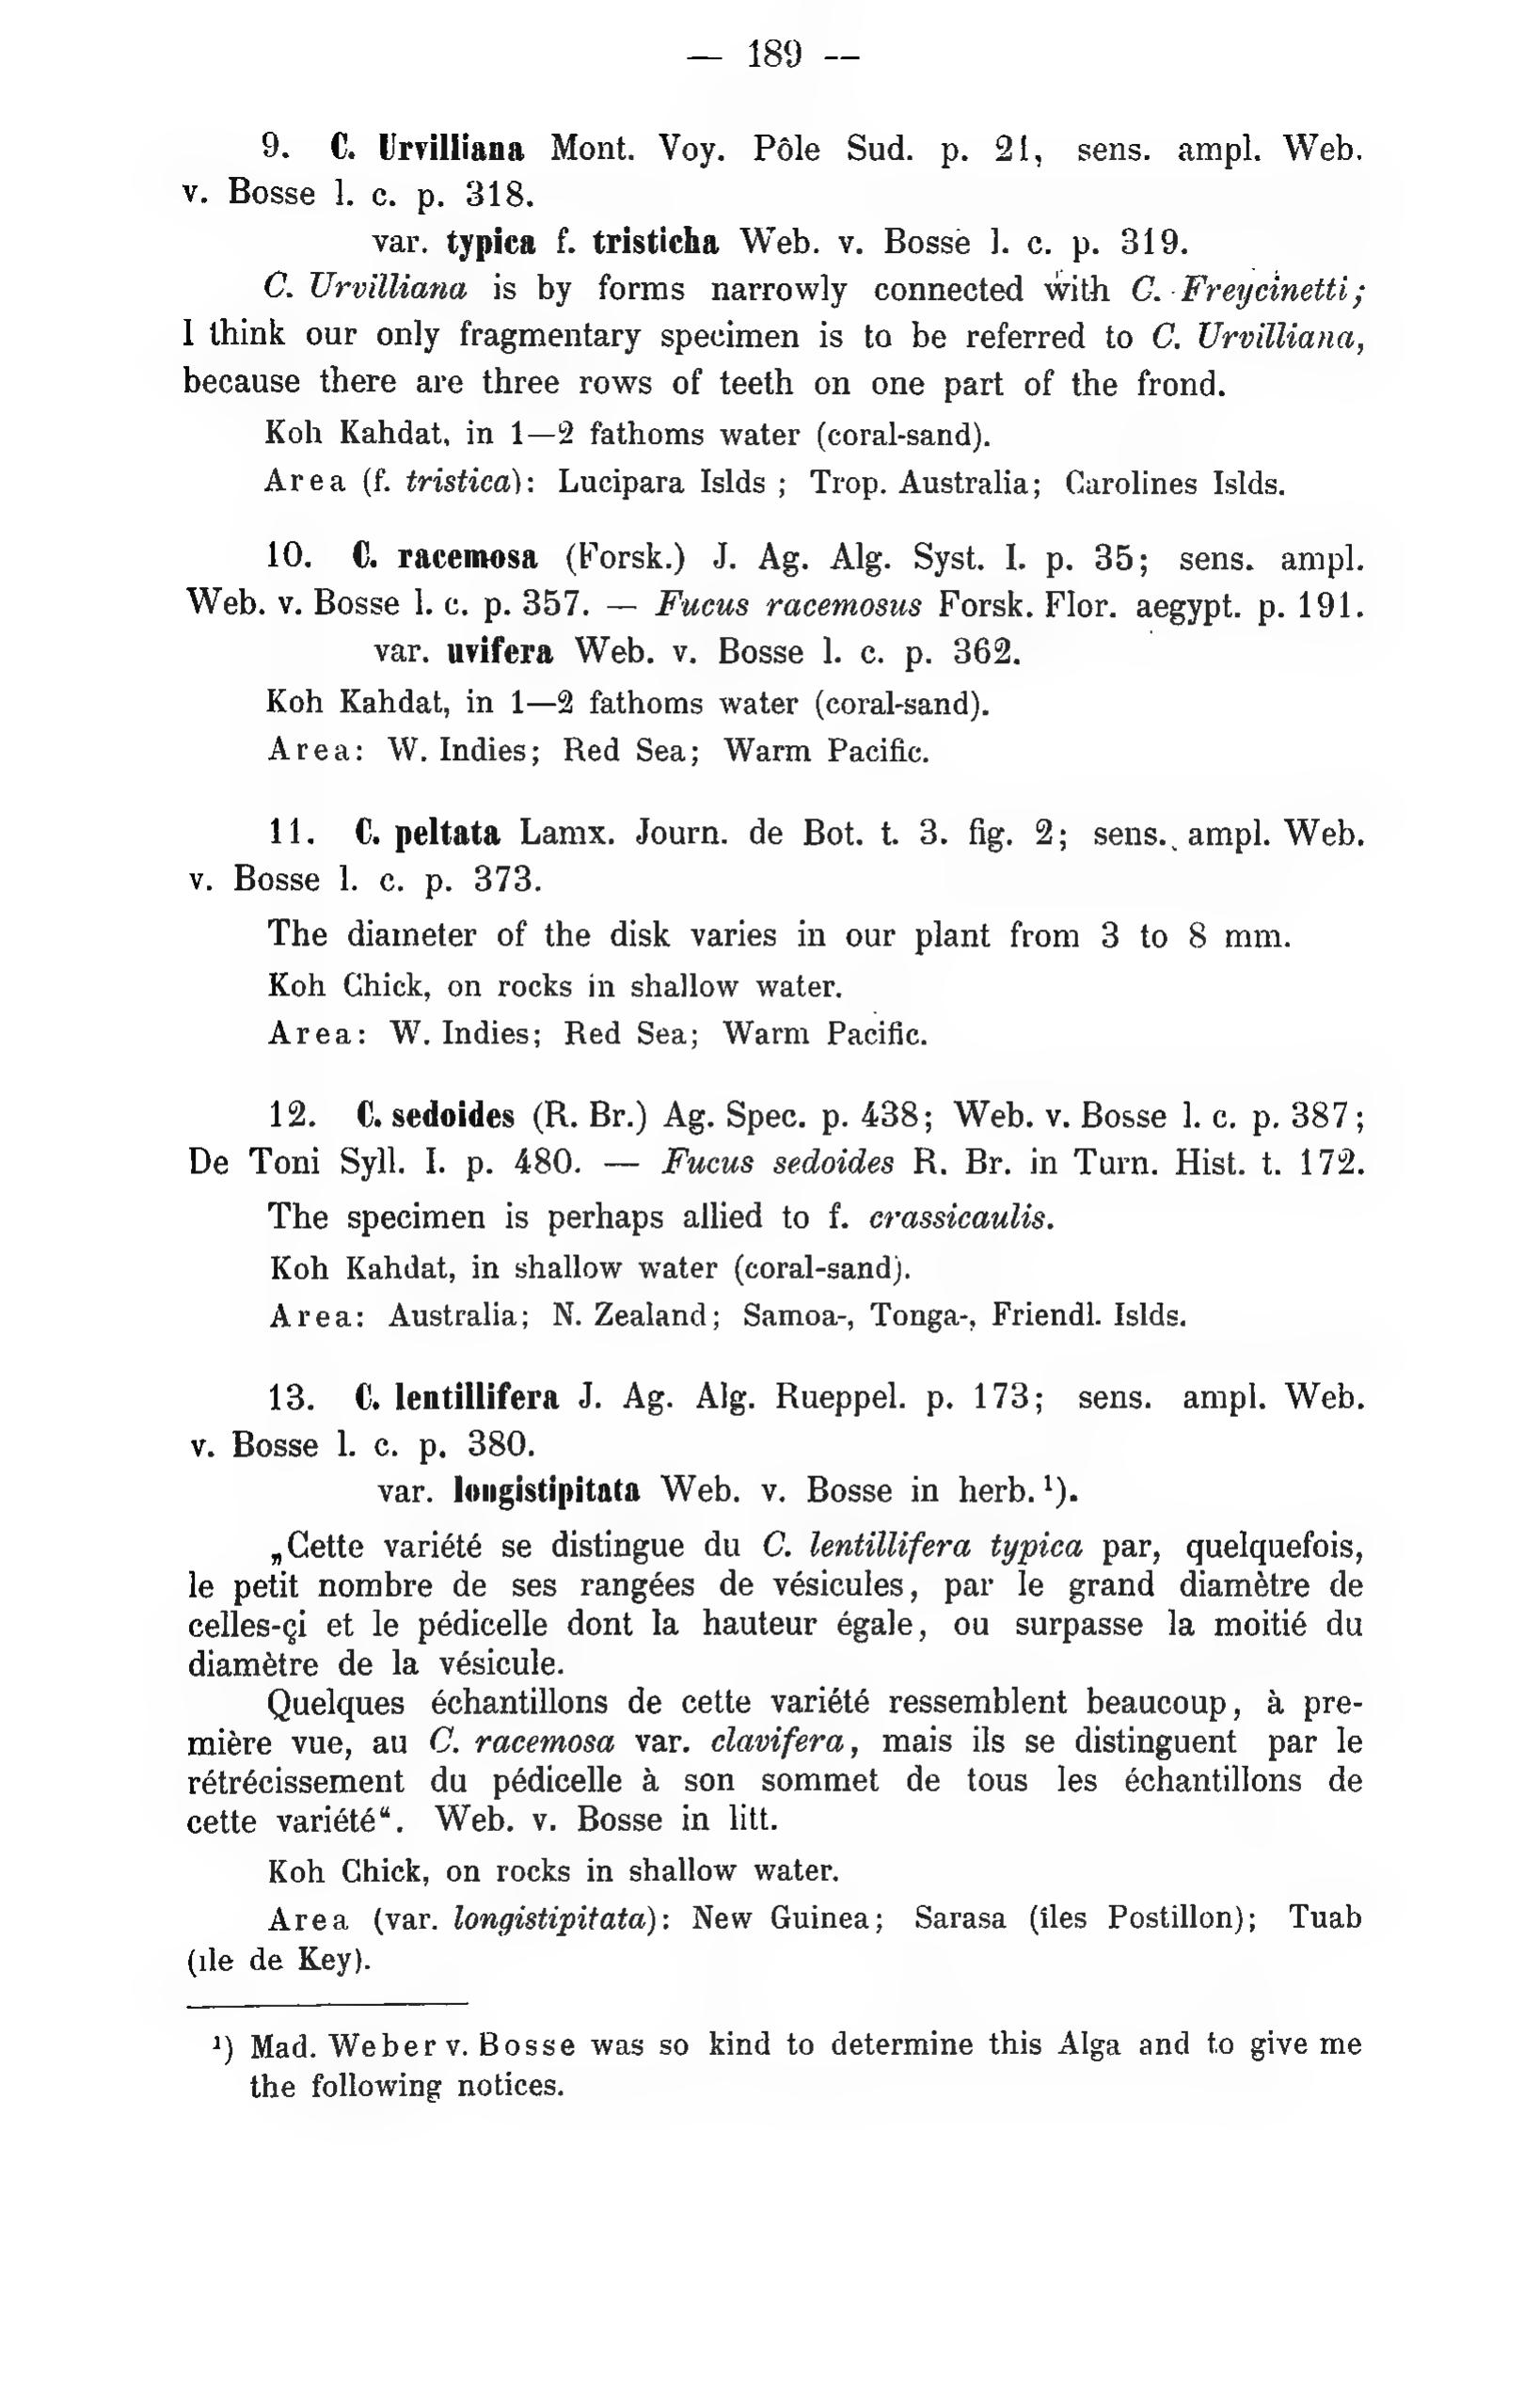 — 189 —
9. C. Urvilliana Mont. Voy. Pôle Sud. p. 21, sens. ampl. Web.
v. Bosse l. c. p. 318.
var. typica f. tristicha Web. v. Bosse l. c. p. 319.
C. Urvilliana is by forms narrowly connected with C. Freycinetti;
I think our only fragmentary specimen is to be referred to C. Urvilliana,
because there are three rows of teeth on one part of the frond.
Koh Kahdat, in 1—2 fathoms water (coral-sand).
Area (f. tristica): Lucipara Islds ; Trop. Australia; Carolines Islds.
10. C. racemosa (Forsk.) J. Ag. Alg. Syst. I. p. 35; sens. ampl.
Web. v. Bosse l. c. p. 357. — Fucus racemosus Forsk. Flor. aegypt. p. 191.
var. uvifera Web. v. Bosse l. c. p. 362.
Koh Kahdat, in 1—2 fathoms water (coral-sand).
Area: W. Indies; Red Sea; Warm Pacific.
11. C. peltata Lamx. Journ. de Bot. t. 3. fig. 2; sens. ampl. Web.
v. Bosse l. c. p. 373.
The diameter of the disk varies in our plant from 3 to 8 mm.
Koh Chick, on rocks in shallow water.
Area: W. Indies; Red Sea; Warm Pacific.
12. C. sedoides (R. Br.) Ag. Spec. p. 438; Web. v. Bosse l. c. p. 387;
De Toni Syll. I. p. 480. — Fucus sedoides R. Br. in Turn. Hist. t. 172.
The specimen is perhaps allied to f. crassicaulis.
Koh Kahdat, in shallow water (coral-sand).
Area: Australia; N. Zealand; Samoa-, Tonga-, Friendl. Islds.
13. C. lentillifera J. Ag. Alg. Rueppel. p. 173; sens. ampl. Web.
v. Bosse l. c. p. 380.
var. longistipitata Web. v. Bosse in herb. ¹).
„Cette variété se distingue du C. lentillifera typica par, quelquefois,
le petit nombre de ses rangées de vésicules, par le grand diamètre de
celles-çi et le pédicelle dont la hauteur égale, ou surpasse la moitié du
diamètre de la vésicule.
Quelques échantillons de cette variété ressemblent beaucoup, à pre-
mière vue, au C. racemosa var. clavifera, mais ils se distinguent par le
rétrécissement du pédicelle à son sommet de tous les échantillons de
cette variété“. Web. v. Bosse in litt.
Koh Chick, on rocks in shallow water.
Area (var. longistipitata): New Guinea; Sarasa (îles Postillon); Tuab
(ıle de Key).
¹) Mad. Weber v. Bosse was so kind to determine this Alga and to give me
the following notices.